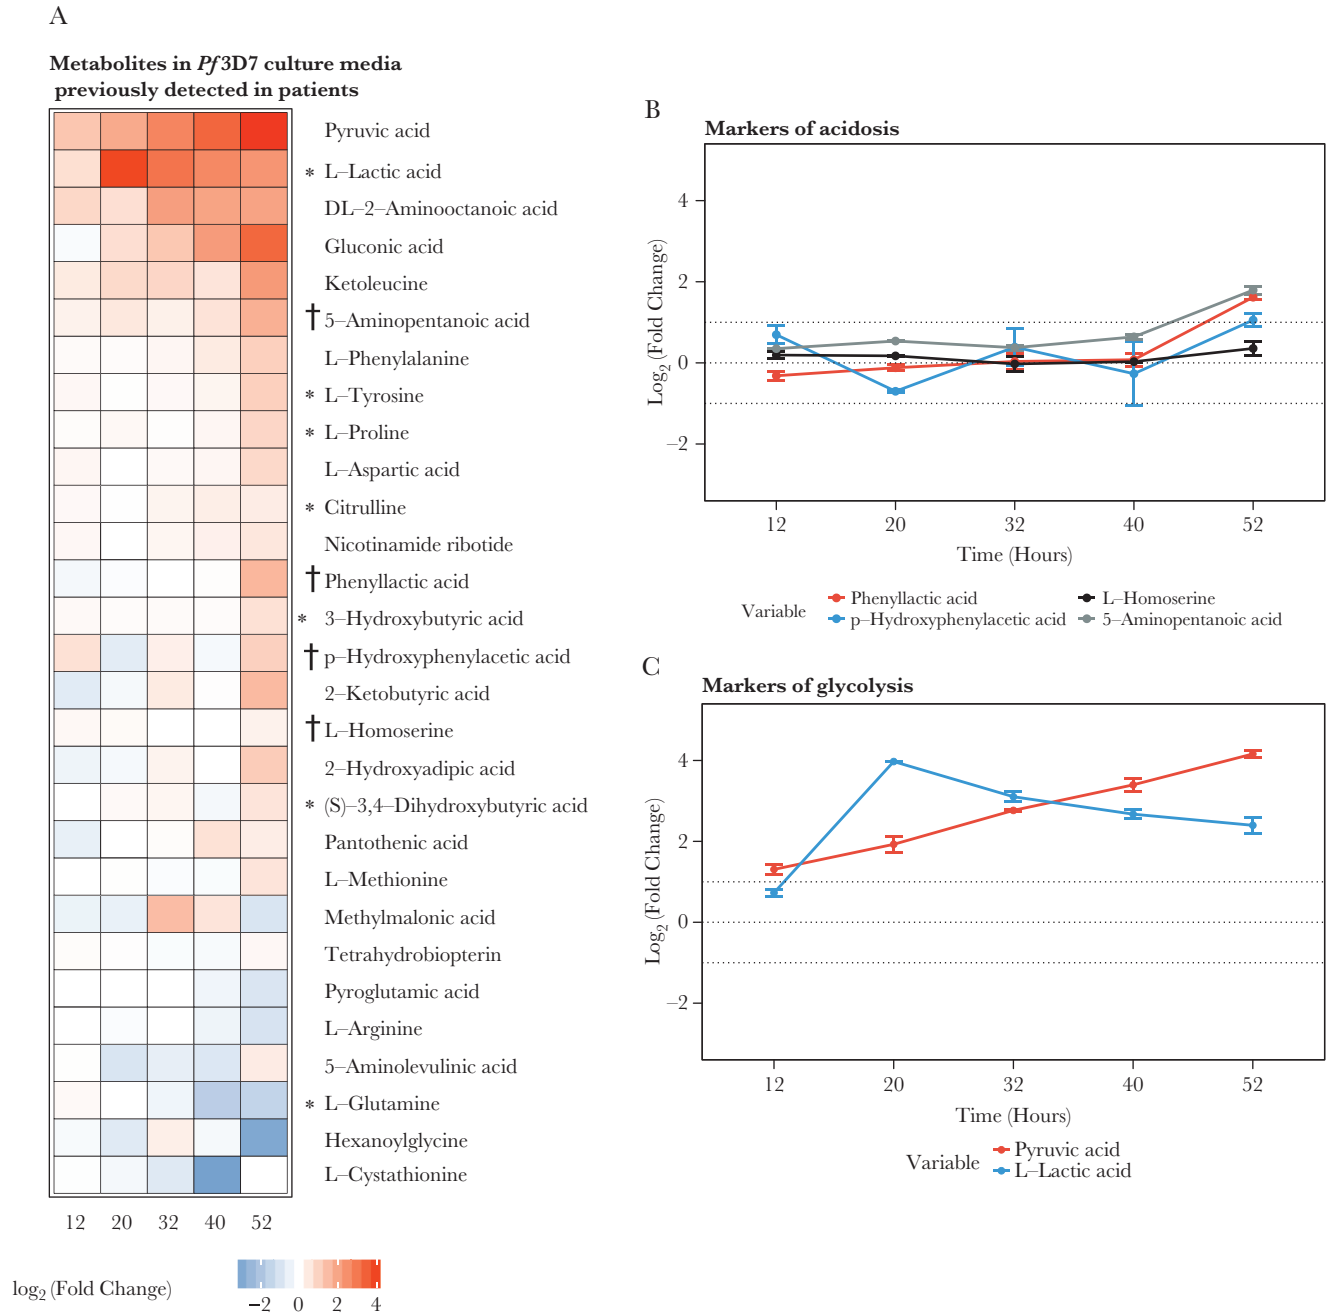 A
Metabolites in Pf3D7 culture media
previously detected in patients
Pyruvic acid
* L–Lactic acid
DL–2–Aminooctanoic acid
Gluconic acid
Ketoleucine
† 5–Aminopentanoic acid
L–Phenylalanine
* L–Tyrosine
* L–Proline
L–Aspartic acid
* Citrulline
Nicotinamide ribotide
† Phenyllactic acid
* 3–Hydroxybutyric acid
† p–Hydroxyphenylacetic acid
2–Ketobutyric acid
† L–Homoserine
2–Hydroxyadipic acid
* (S)–3,4–Dihydroxybutyric acid
Pantothenic acid
L–Methionine
Methylmalonic acid
Tetrahydrobiopterin
Pyroglutamic acid
L–Arginine
5–Aminolevulinic acid
* L–Glutamine
Hexanoylglycine
L–Cystathionine
12 20 32 40 52
log2 (Fold Change)
−2 0 2 4
B
Markers of acidosis
Log2 (Fold Change)
4
2
0
−2
12 20 32 40 52
Time (Hours)
Variable
Phenyllactic acid
p–Hydroxyphenylacetic acid
L–Homoserine
5–Aminopentanoic acid
C
Markers of glycolysis
Log2 (Fold Change)
4
2
0
−2
12 20 32 40 52
Time (Hours)
Variable
Pyruvic acid
L–Lactic acid